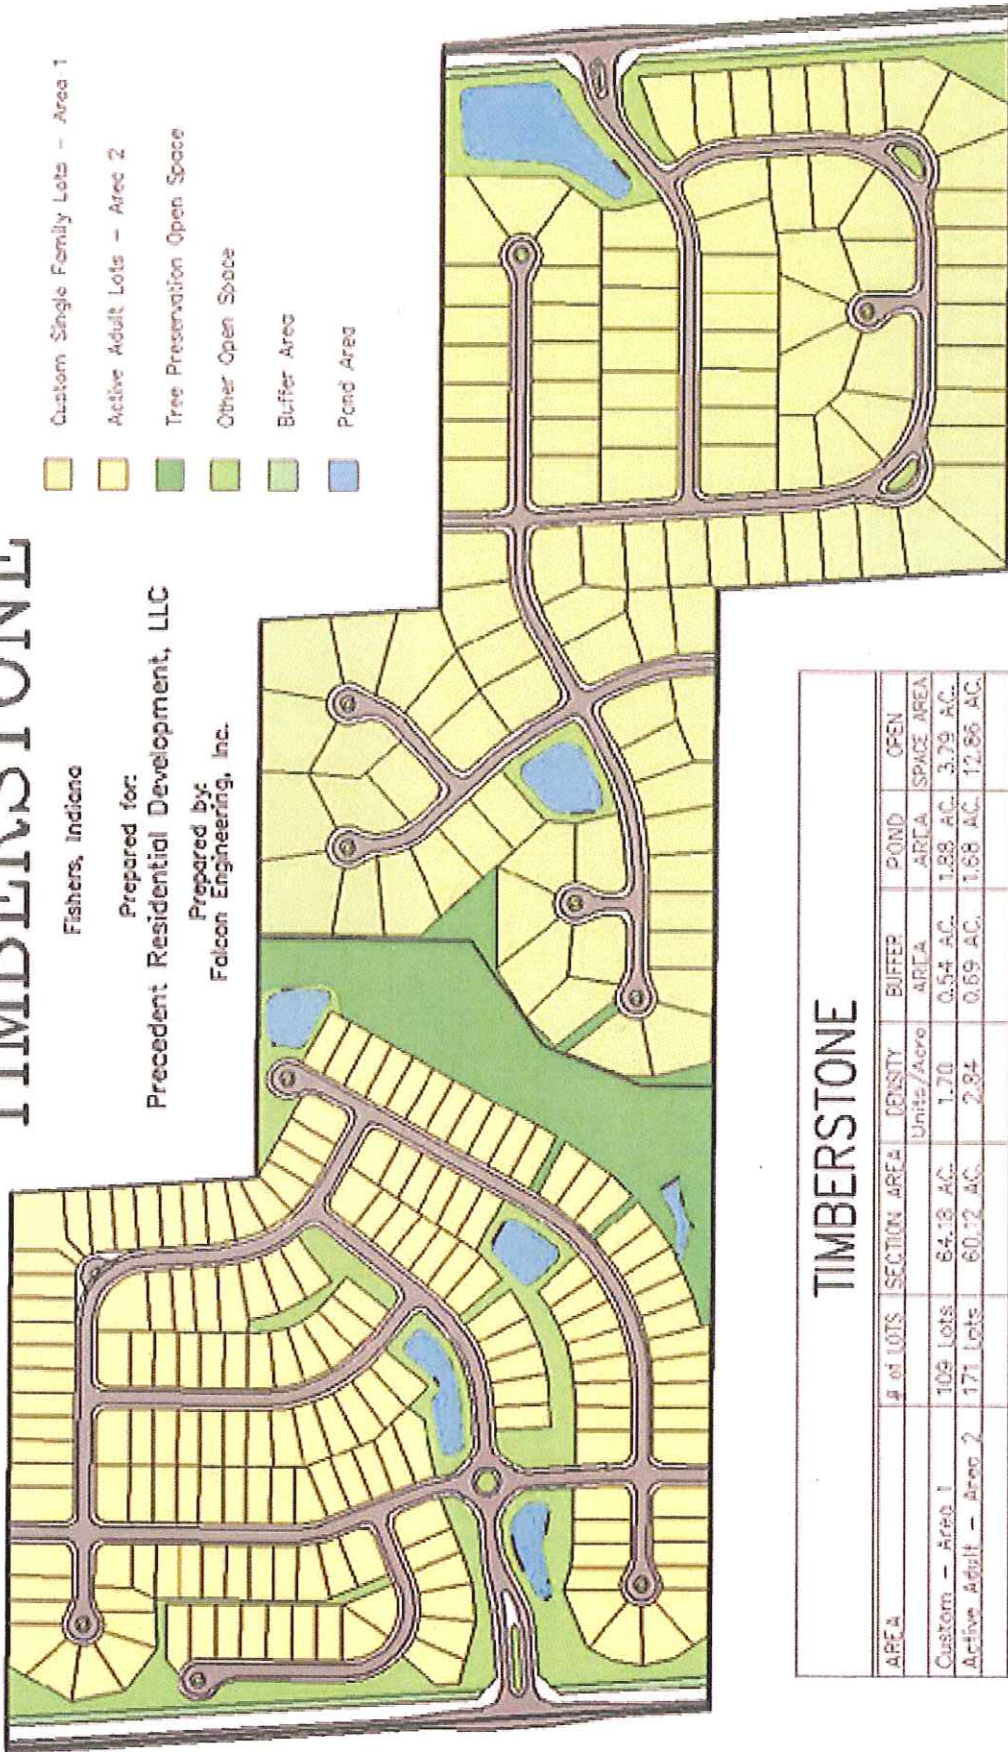 TIMBERSTONE
Fishers, Indiana
Prepared for:
Precedent Residential Development, LLC
Prepared by:
Falcon Engineering, Inc.
Custom Single Family Lots - Area 1
Active Adult Lots - Area 2
Tree Preservation Open Space
Other Open Space
Buffer Area
Pond Area
TIMBERSTONE
AREA # of LOTS SECTION AREA DENSITY BUFFER POND OPEN
Units/Acre AREA AREA SPACE AREA
Custom - Area 1 109 Lots 64.18 AC. 1.70 0.54 AC. 1.88 AC. 3.79 AC.
Active Adult - Area 2 171 Lots 60.12 AC. 2.84 0.69 AC. 1.68 AC. 12.86 AC.